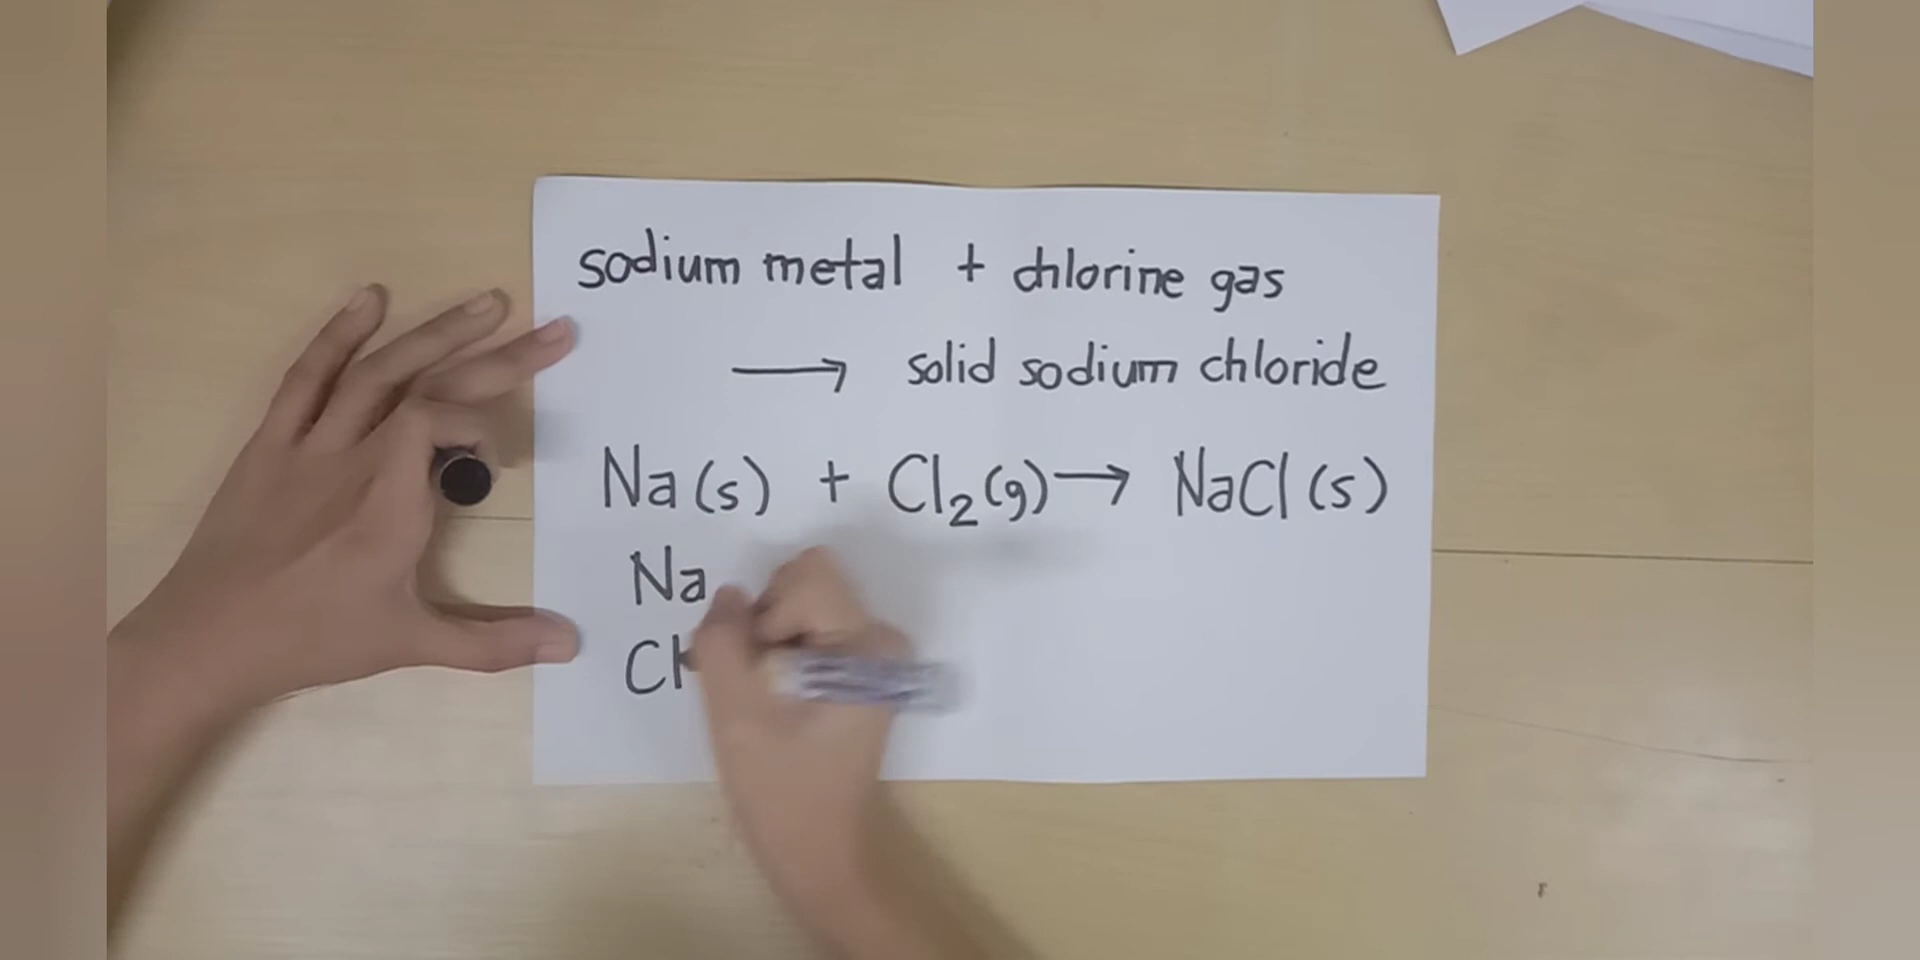 sodium metal + chlorine gas
→ solid sodium chloride
Na(s) + Cl₂(g) → NaCl(s)
Na
Cl